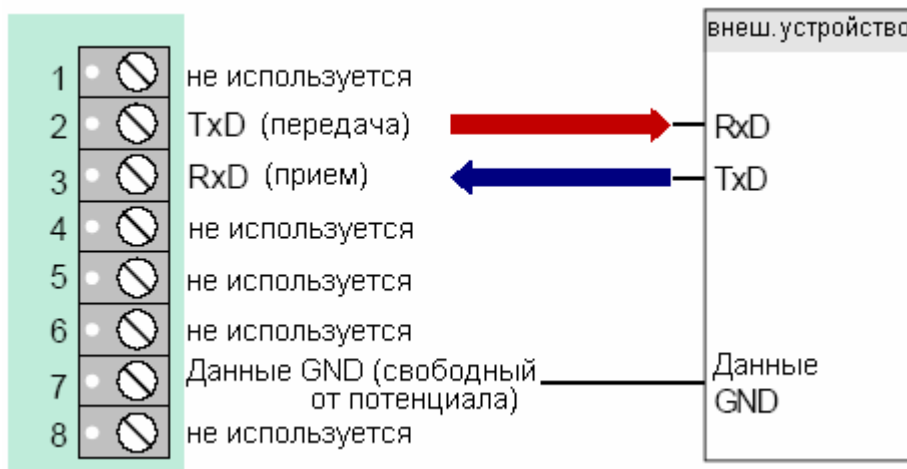 внеш. устройство
1 не используется
2 TxD (передача) RxD
3 RxD (прием) TxD
4 не используется
5 не используется
6 не используется
7 Данные GND (свободный Данные
от потенциала) GND
8 не используется